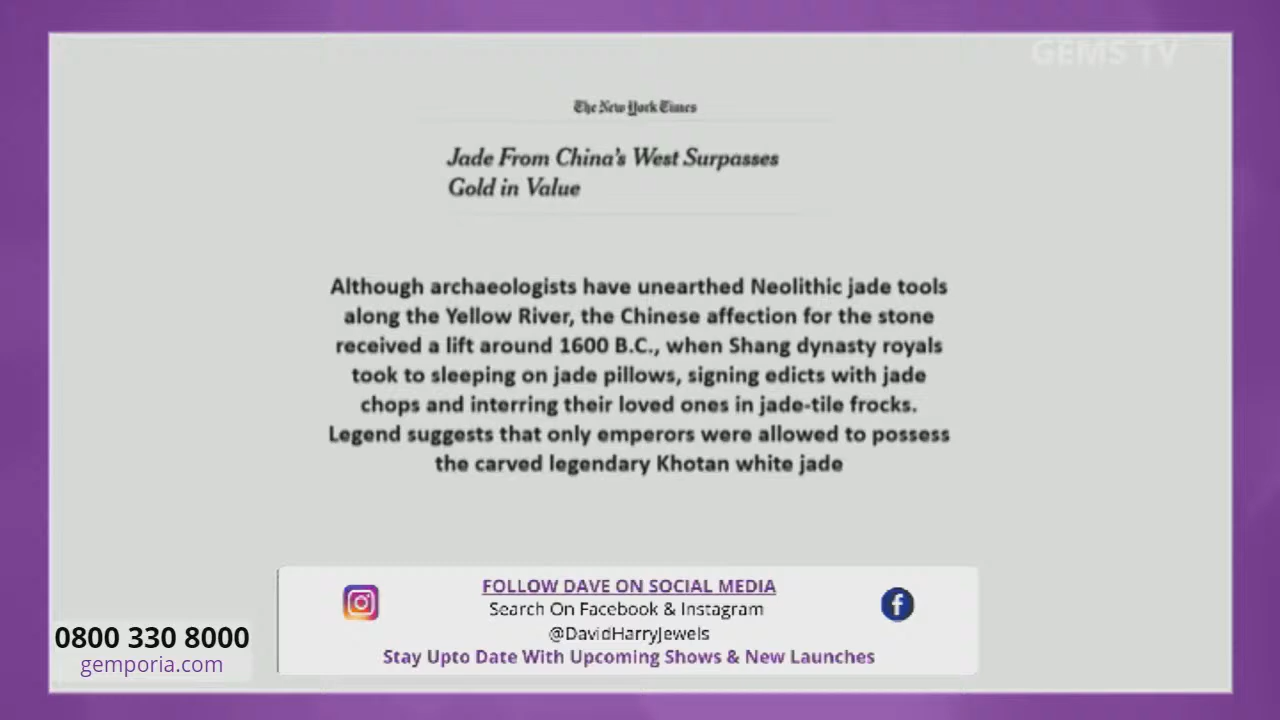 GEMS TV
The New York Times
Jade From China's West Surpasses
Gold in Value
Although archaeologists have unearthed Neolithic jade tools
along the Yellow River, the Chinese affection for the stone
received a lift around 1600 B.C., when Shang dynasty royals
took to sleeping on jade pillows, signing edicts with jade
chops and interring their loved ones in jade-tile frocks.
Legend suggests that only emperors were allowed to possess
the carved legendary Khotan white jade
FOLLOW DAVE ON SOCIAL MEDIA
Search On Facebook & Instagram
@DavidHarryJewels
Stay Upto Date With Upcoming Shows & New Launches
0800 330 8000
gemporia.com